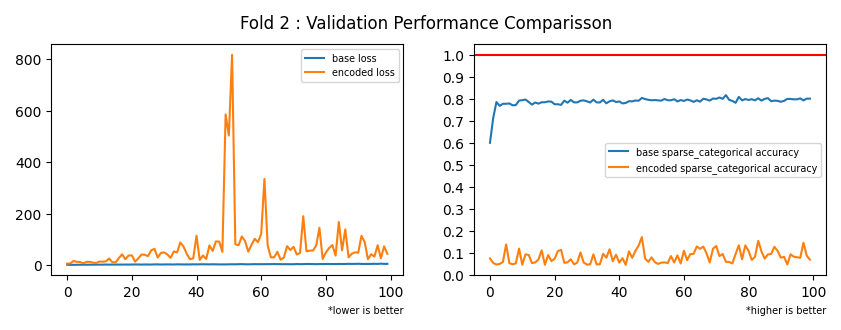 Fold 2 : Validation Performance Comparisson
800
600
400
200
0
base loss
encoded loss
0 20 40 60 80 100
*lower is better
1.0
0.9
0.8
0.7
0.6
0.5
0.4
0.3
0.2
0.1
0.0
base sparse_categorical accuracy
encoded sparse_categorical accuracy
0 20 40 60 80 100
*higher is better